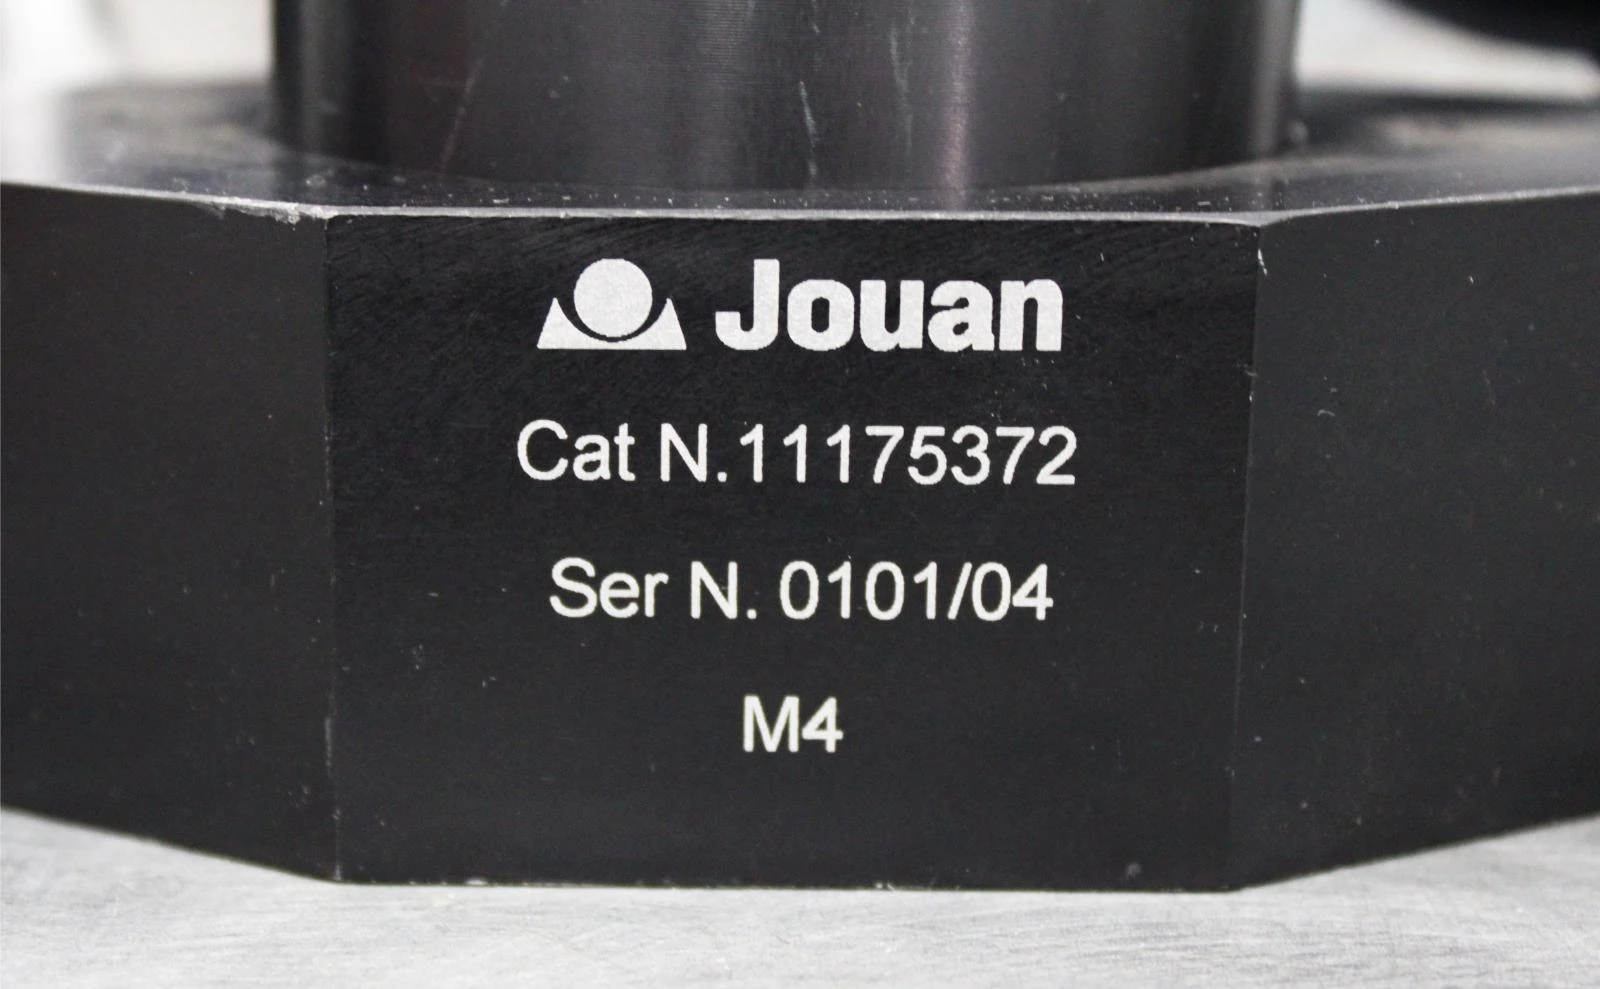 Jouan
Cat N.11175372
Ser N. 0101/04
M4